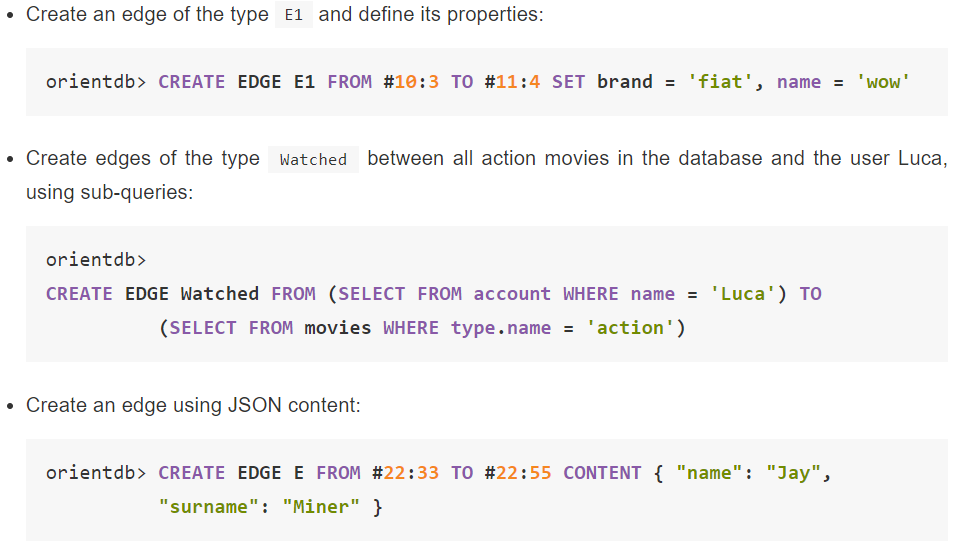 • Create an edge of the type E1 and define its properties:
orientdb> CREATE EDGE E1 FROM #10:3 TO #11:4 SET brand = 'fiat', name = 'wow'
• Create edges of the type Watched between all action movies in the database and the user Luca,
using sub-queries:
orientdb>
CREATE EDGE Watched FROM (SELECT FROM account WHERE name = 'Luca') TO
(SELECT FROM movies WHERE type.name = 'action')
• Create an edge using JSON content:
orientdb> CREATE EDGE E FROM #22:33 TO #22:55 CONTENT { "name": "Jay",
"surname": "Miner" }